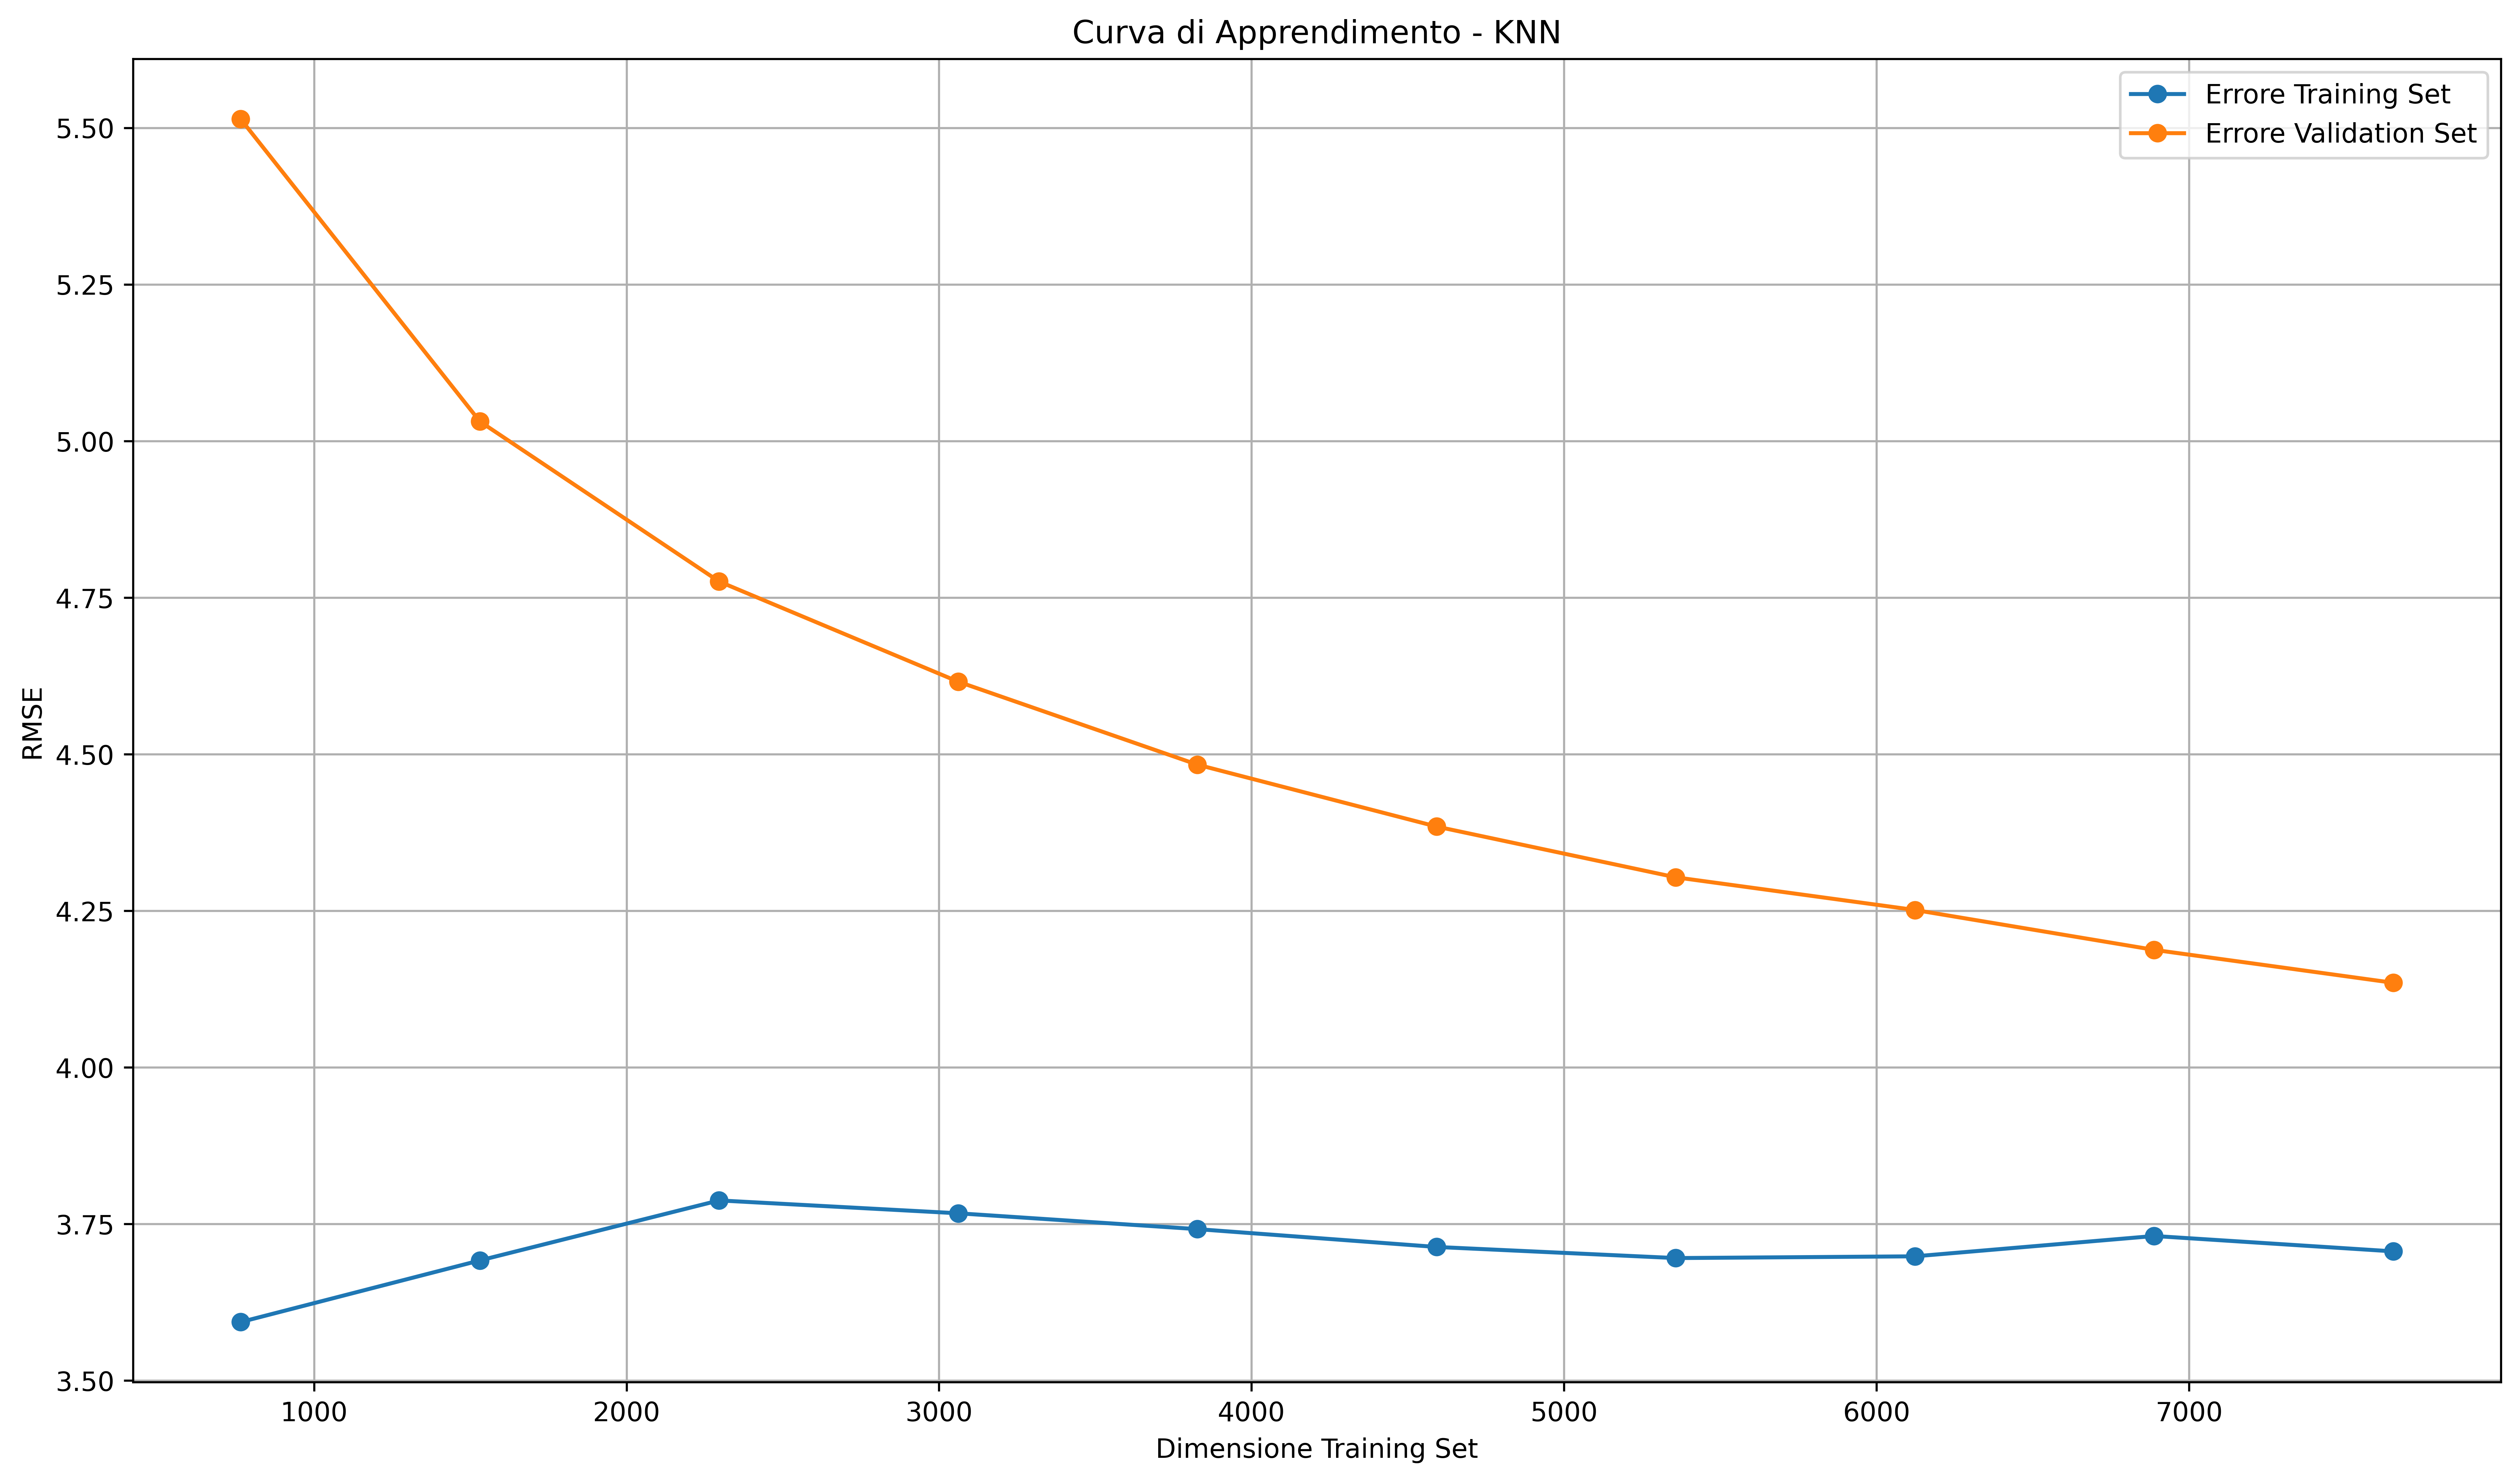 Curva di Apprendimento - KNN
Errore Training Set
Errore Validation Set
5.50
5.25
5.00
4.75
4.50
4.25
4.00
3.75
3.50
RMSE
1000 2000 3000 4000 5000 6000 7000
Dimensione Training Set